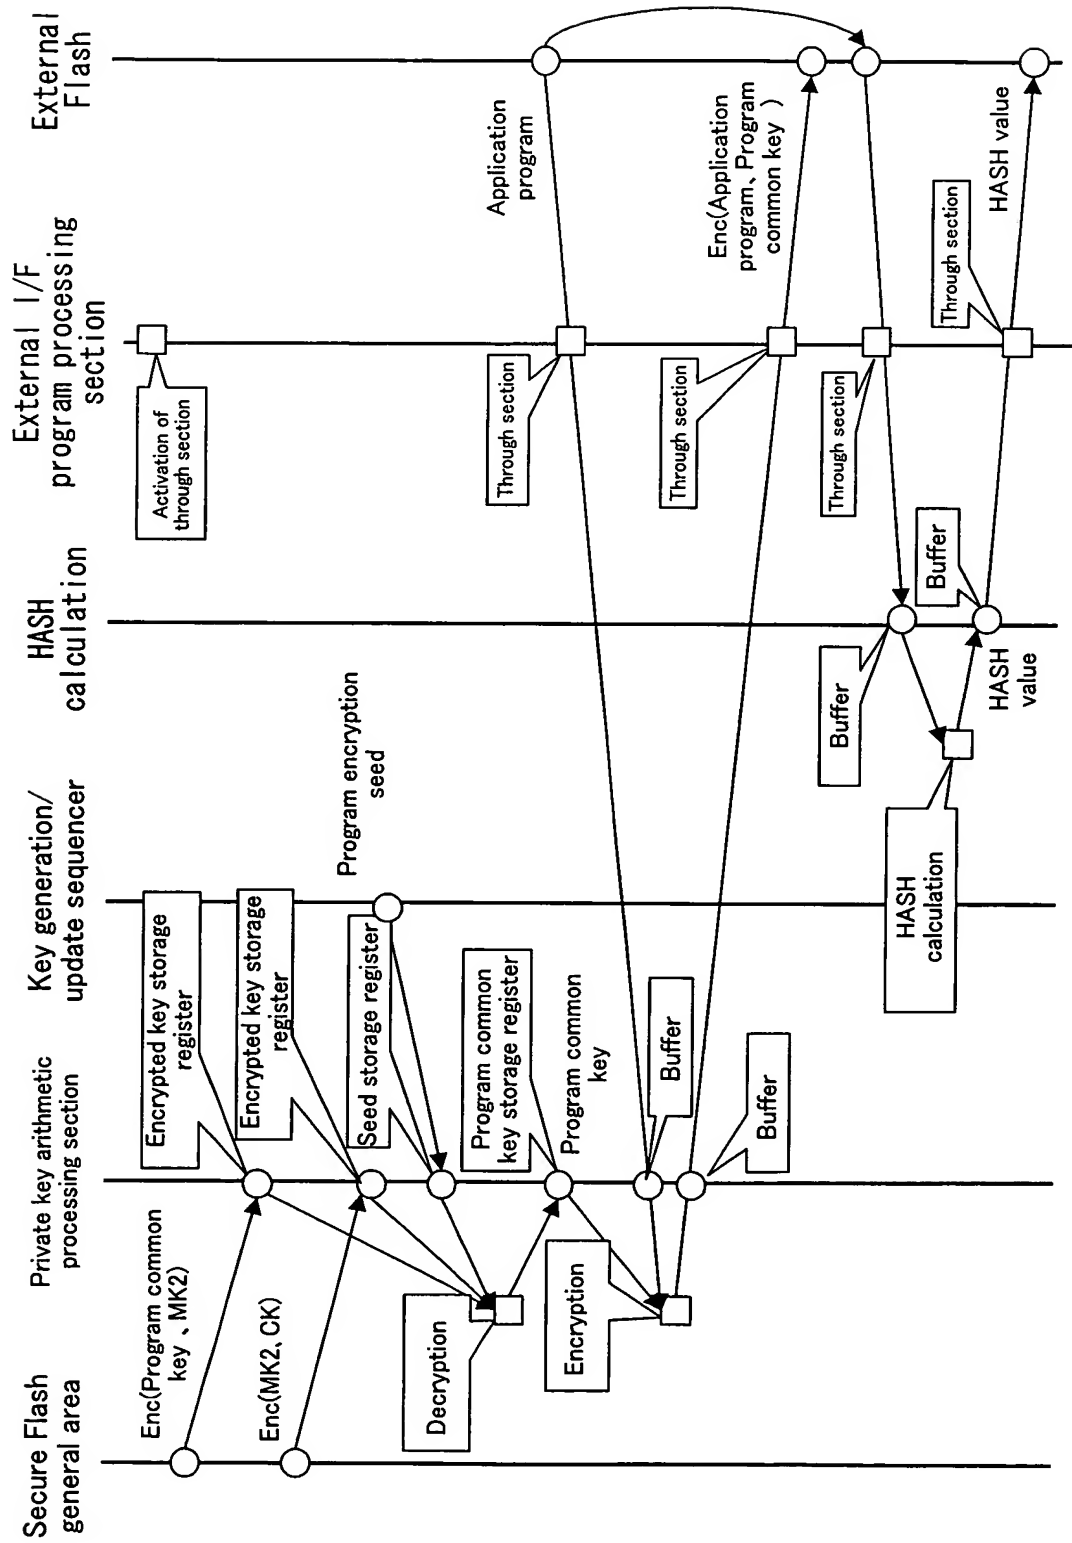 Secure Flash
general area
Private key arithmetic
processing section
Key generation/
update sequencer
HASH
calculation
External I/F
program processing
section
External
Flash
Enc(Program common
key、MK2)
Enc(MK2、CK)
Encrypted key storage
register
Encrypted key storage
register
Seed storage register
Program encryption
seed
Activation of
through section
Decryption
Program common
key storage register
Program common
key
Encryption
Buffer
Buffer
Through section
Application
program
Through section
Enc(Application
program、Program
common key )
Through section
Buffer
HASH
calculation
HASH
value
Buffer
Through section
HASH value